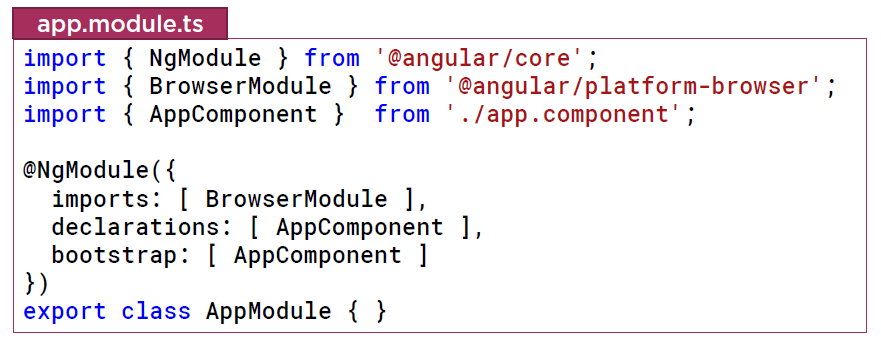 app.module.ts
import { NgModule } from '@angular/core';
import { BrowserModule } from '@angular/platform-browser';
import { AppComponent }  from './app.component';
@NgModule({
  imports: [ BrowserModule ],
  declarations: [ AppComponent ],
  bootstrap: [ AppComponent ]
})
export class AppModule { }